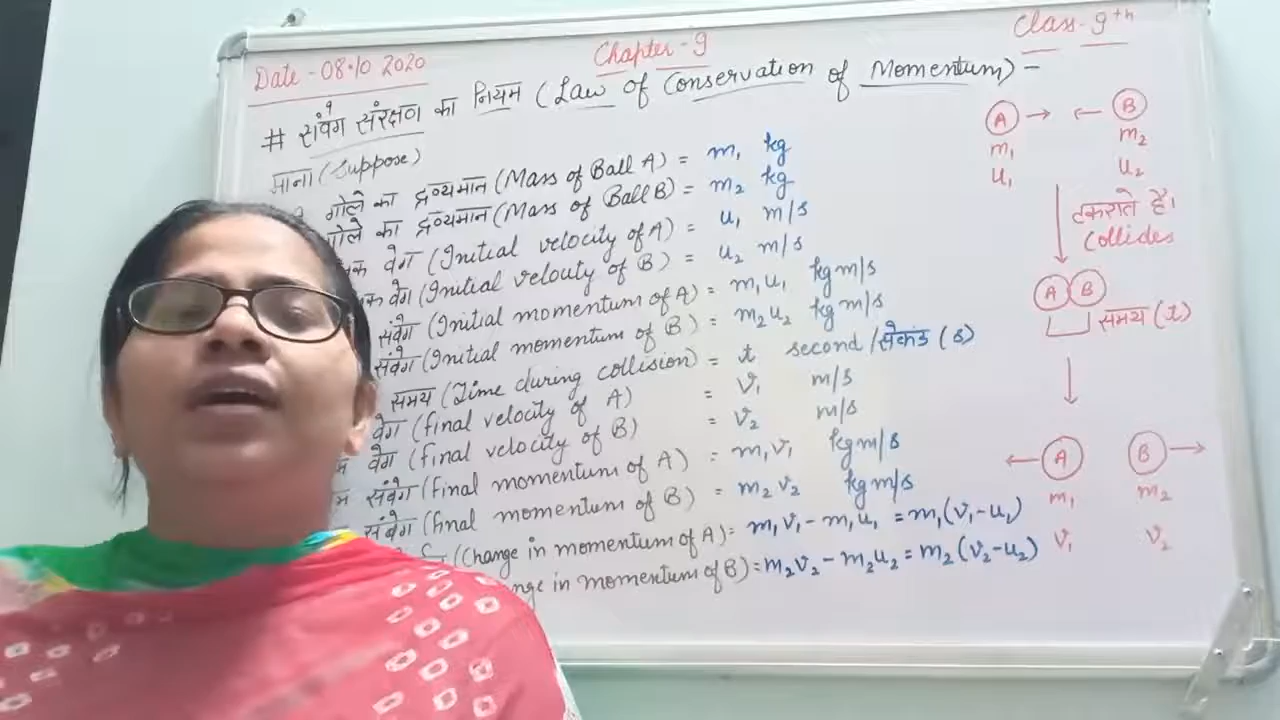 Date - 08.10 2020
Chapter - 9
Class - 9th
# संवेग संरक्षण का नियम (Law of Conservation of Momentum) -
माना (Suppose)
गोले का द्रव्यमान (Mass of Ball A) = m₁ kg
गोले का द्रव्यमान (Mass of Ball B) = m₂ kg
वेग (Initial velocity of A) = u₁ m/s
वेग (Initial velocity of B) = u₂ m/s
संवेग (Initial momentum of A) = m₁u₁ kgm/s
संवेग (Initial momentum of B) = m₂u₂ kgm/s
समय (Time during collision) = t second/सेकंड (s)
वेग (final velocity of A) = v₁ m/s
वेग (final velocity of B) = v₂ m/s
संवेग (Final momentum of A) = m₁v₁ kgm/s
संवेग (final momentum of B) = m₂v₂ kgm/s
(Change in momentum of A) = m₁v₁ - m₁u₁ = m₁(v₁-u₁)
in momentum of B) = m₂v₂ - m₂u₂ = m₂(v₂-u₂)
A → ← B
m₁ m₂
u₁ u₂
टकराते हैं।
Collides
A B
समय (t)
← A B →
m₁ m₂
v₁ v₂